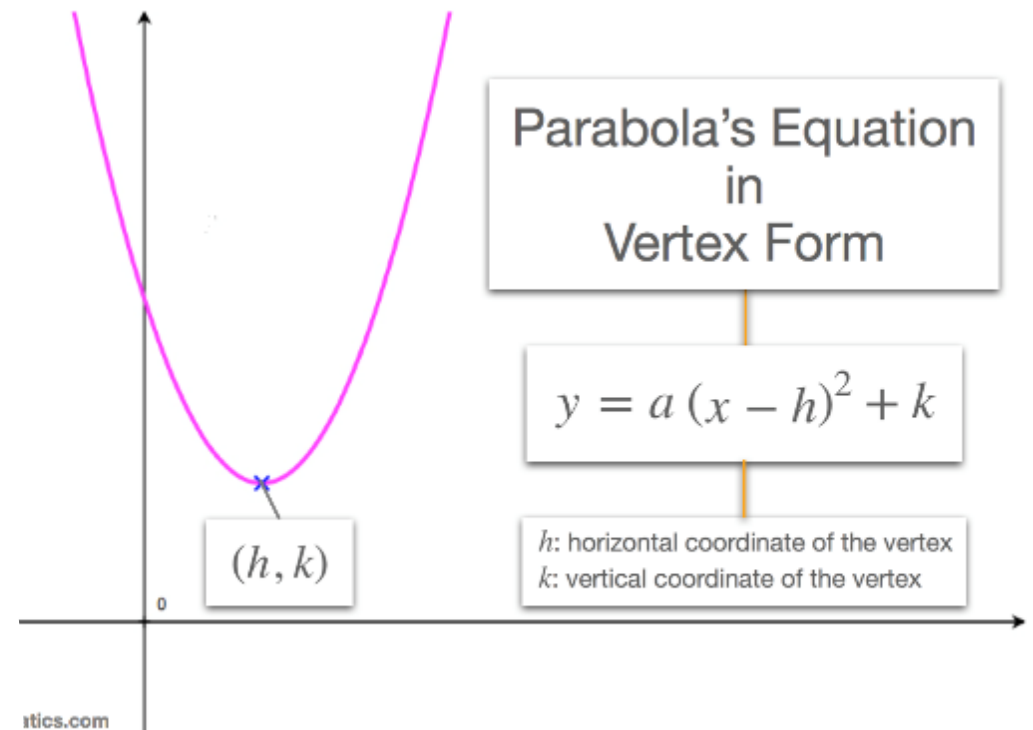 Parabola's Equation
in
Vertex Form
y = a (x − h)² + k
(h, k)
h: horizontal coordinate of the vertex
k: vertical coordinate of the vertex
0
tics.com